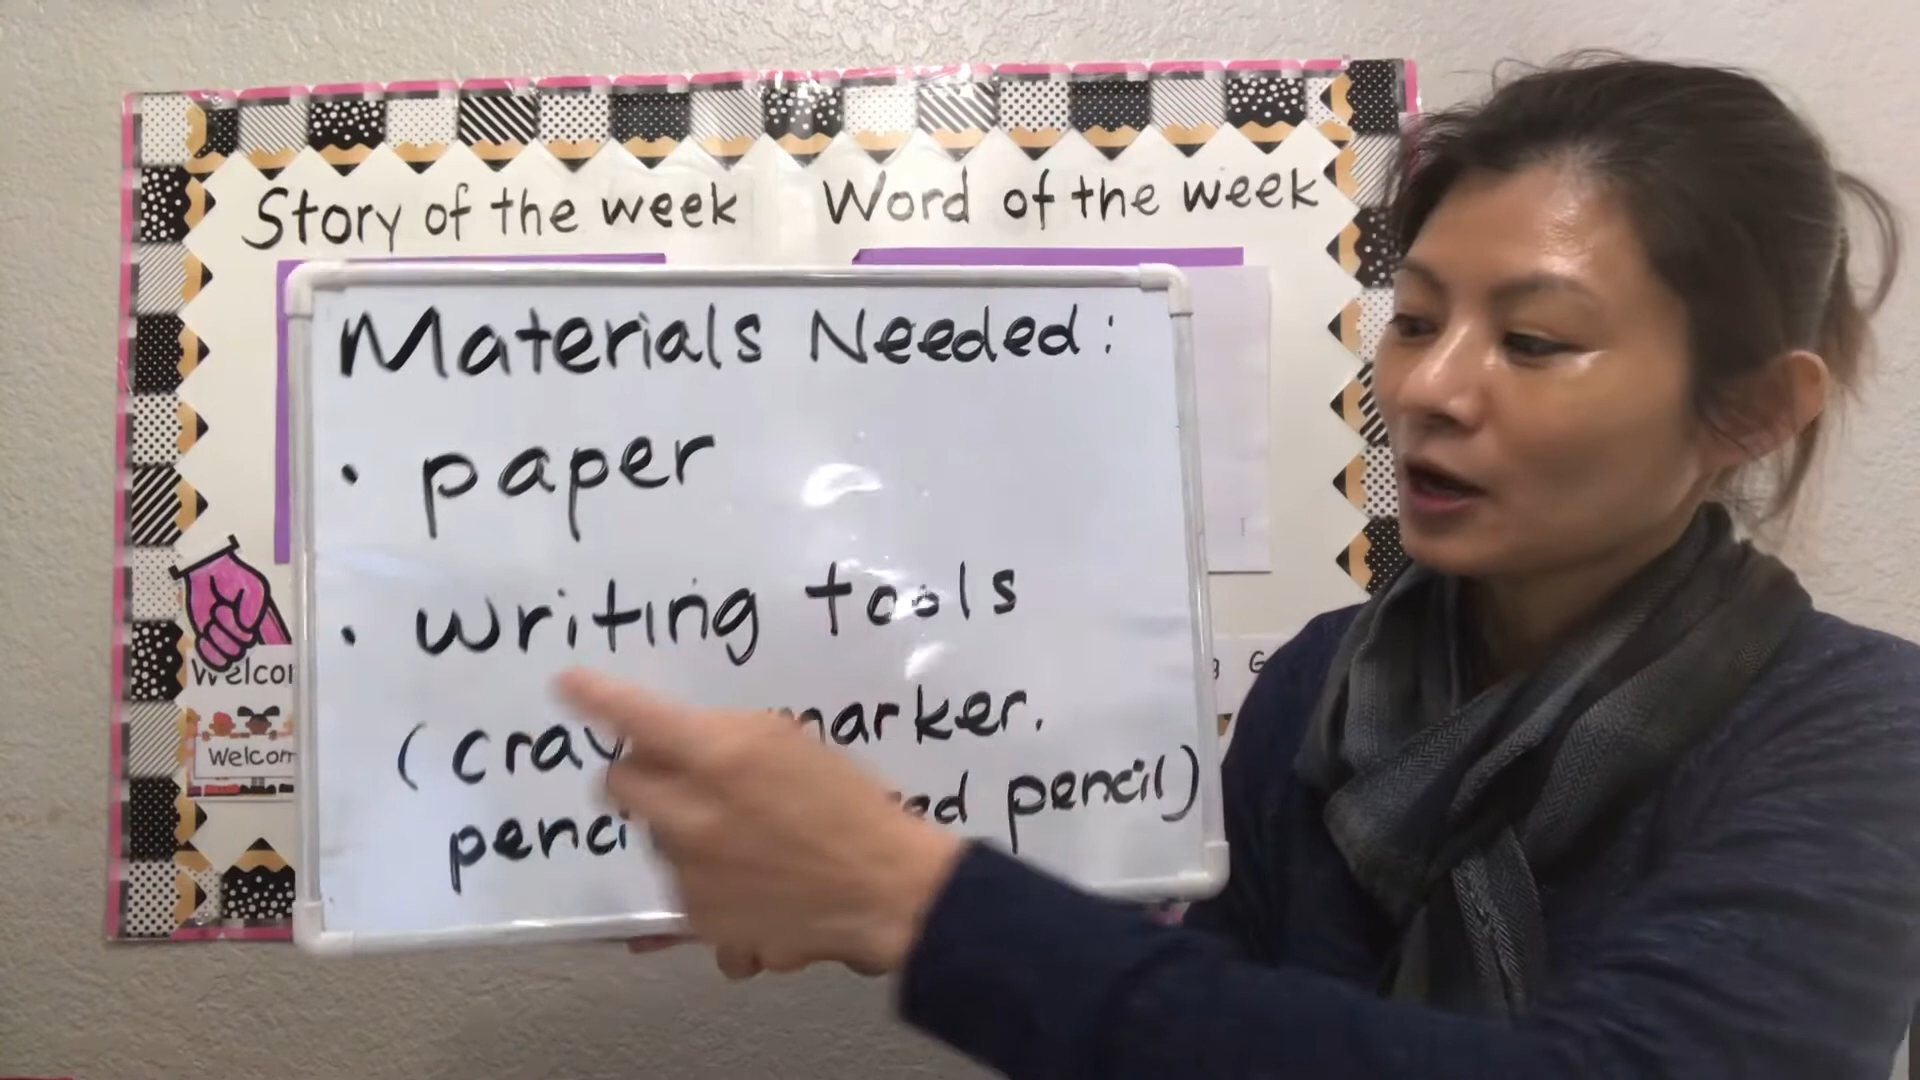 Story of the week
Word of the week
Materials Needed:
• paper
• writing tools
(cray marker.
penci ed pencil)
Welcom
Welcom
G